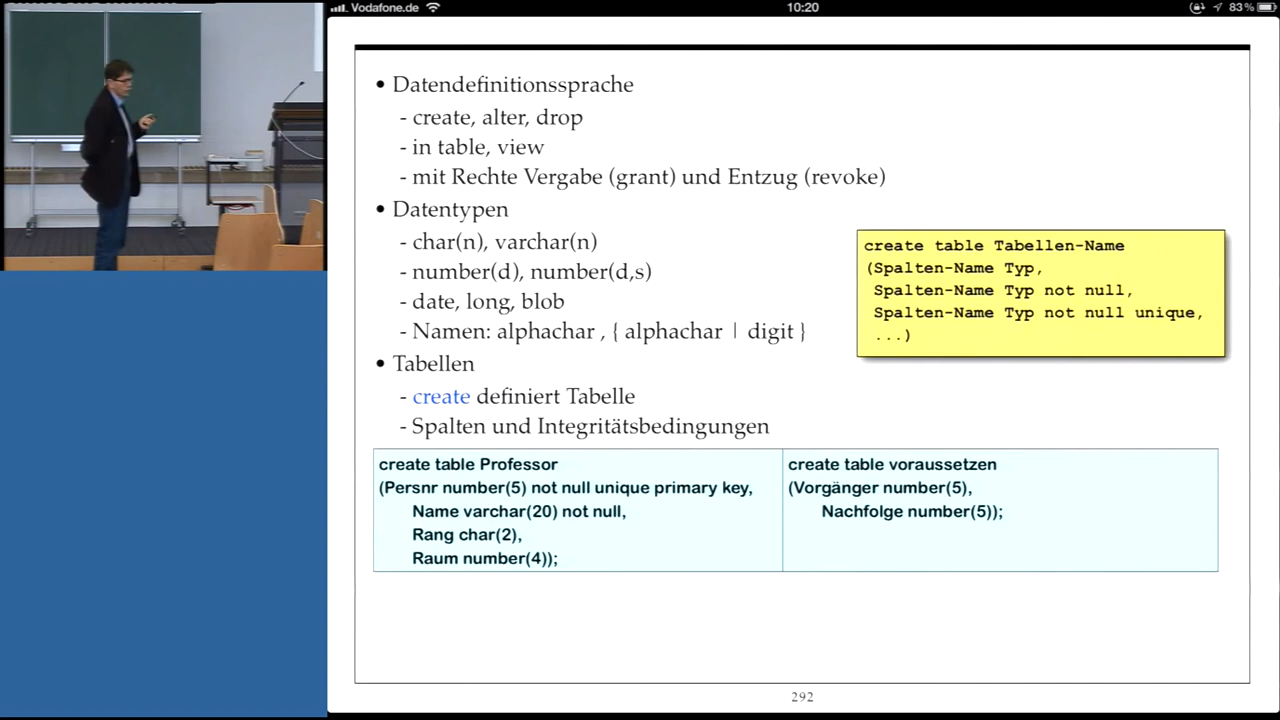 Vodafone.de
10:20
83%
• Datendefinitionssprache
- create, alter, drop
- in table, view
- mit Rechte Vergabe (grant) und Entzug (revoke)
• Datentypen
- char(n), varchar(n)
- number(d), number(d,s)
- date, long, blob
- Namen: alphachar , { alphachar | digit }
create table Tabellen-Name
(Spalten-Name Typ,
Spalten-Name Typ not null,
Spalten-Name Typ not null unique,
...)
• Tabellen
- create definiert Tabelle
- Spalten und Integritätsbedingungen
create table Professor
(Persnr number(5) not null unique primary key,
Name varchar(20) not null,
Rang char(2),
Raum number(4));
create table voraussetzen
(Vorgänger number(5),
Nachfolge number(5));
292